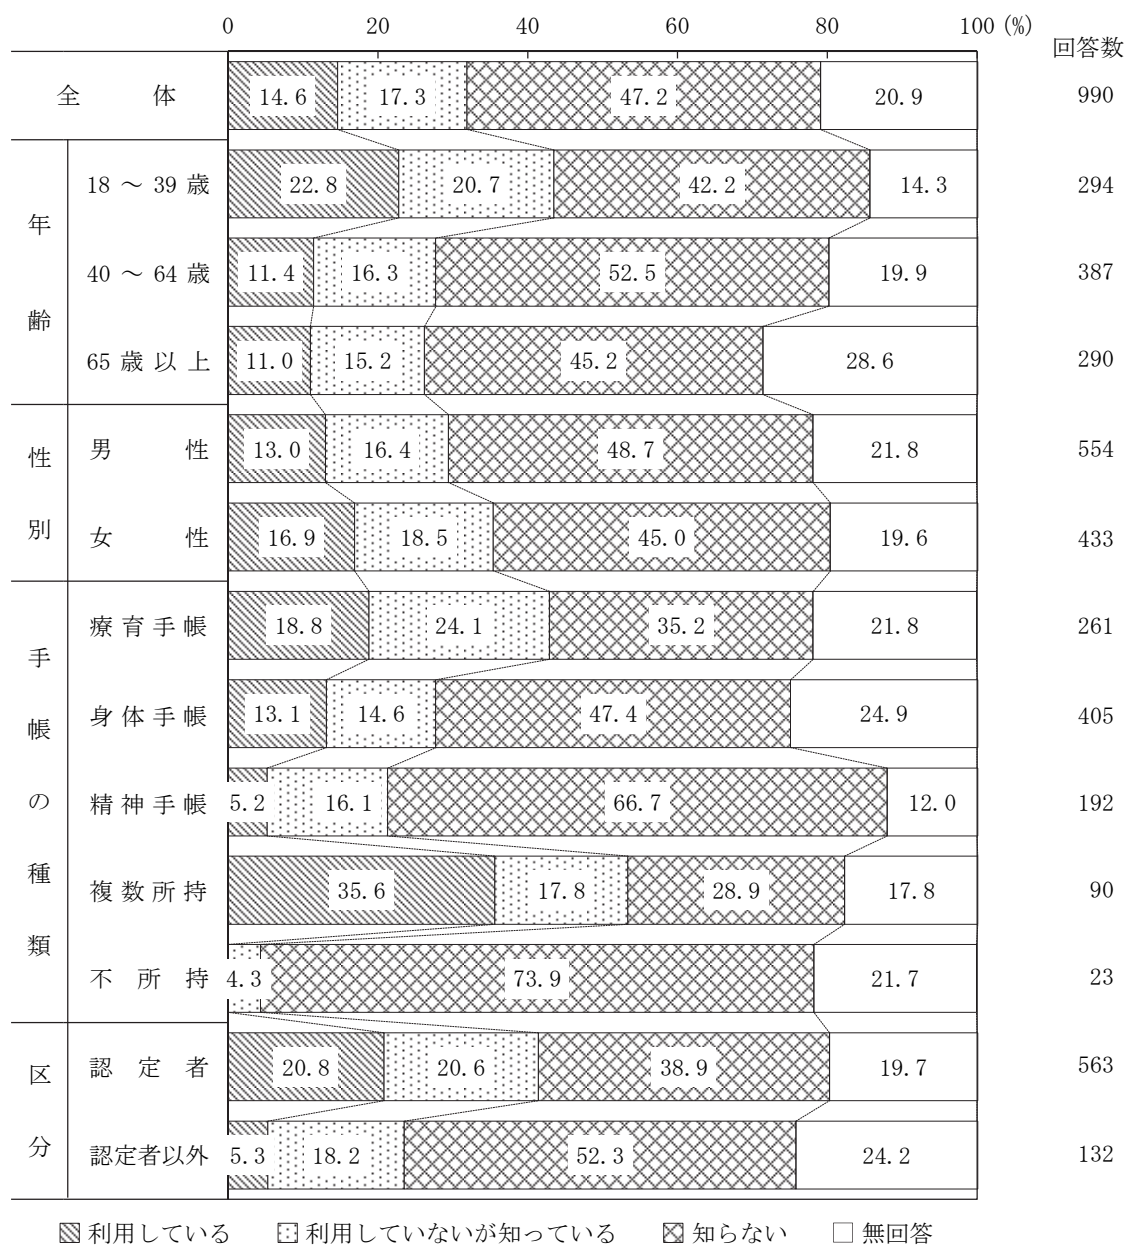 0 20 40 60 80 100 (%)
回答数
全体 14.6 17.3 47.2 20.9 990
年齢
18～39歳 22.8 20.7 42.2 14.3 294
40～64歳 11.4 16.3 52.5 19.9 387
65歳以上 11.0 15.2 45.2 28.6 290
性別
男性 13.0 16.4 48.7 21.8 554
女性 16.9 18.5 45.0 19.6 433
手帳の種類
療育手帳 18.8 24.1 35.2 21.8 261
身体手帳 13.1 14.6 47.4 24.9 405
精神手帳 5.2 16.1 66.7 12.0 192
複数所持 35.6 17.8 28.9 17.8 90
不所持 4.3 73.9 21.7 23
区分
認定者 20.8 20.6 38.9 19.7 563
認定者以外 5.3 18.2 52.3 24.2 132
利用している 利用していないが知っている 知らない 無回答